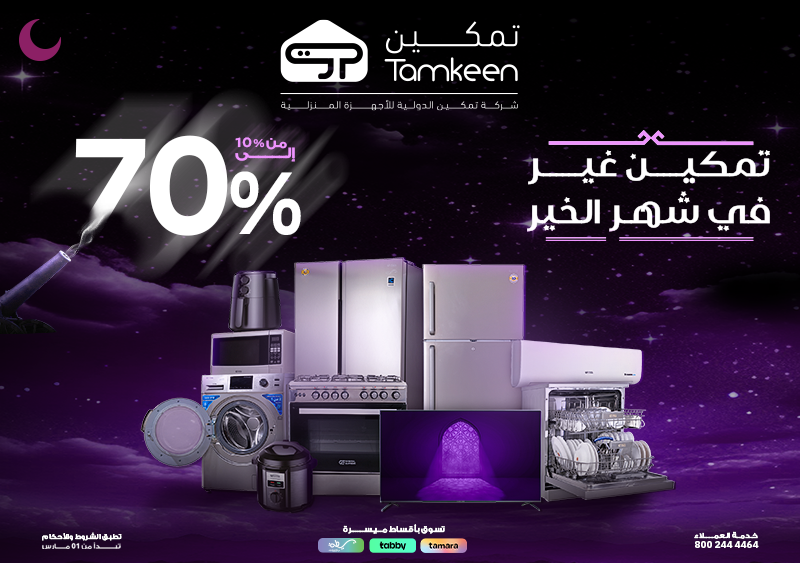 تمكين
Tamkeen
شركة تمكين الدولية للأجهزة المنزلية
من 10%
إلى
70%
تمكين غير
في شهر الخير
تسوق بأقساط ميسرة
tabby
tamara
تطبق الشروط والأحكام
تبدأ من 01 مارس
خدمة العملاء
800 244 4464